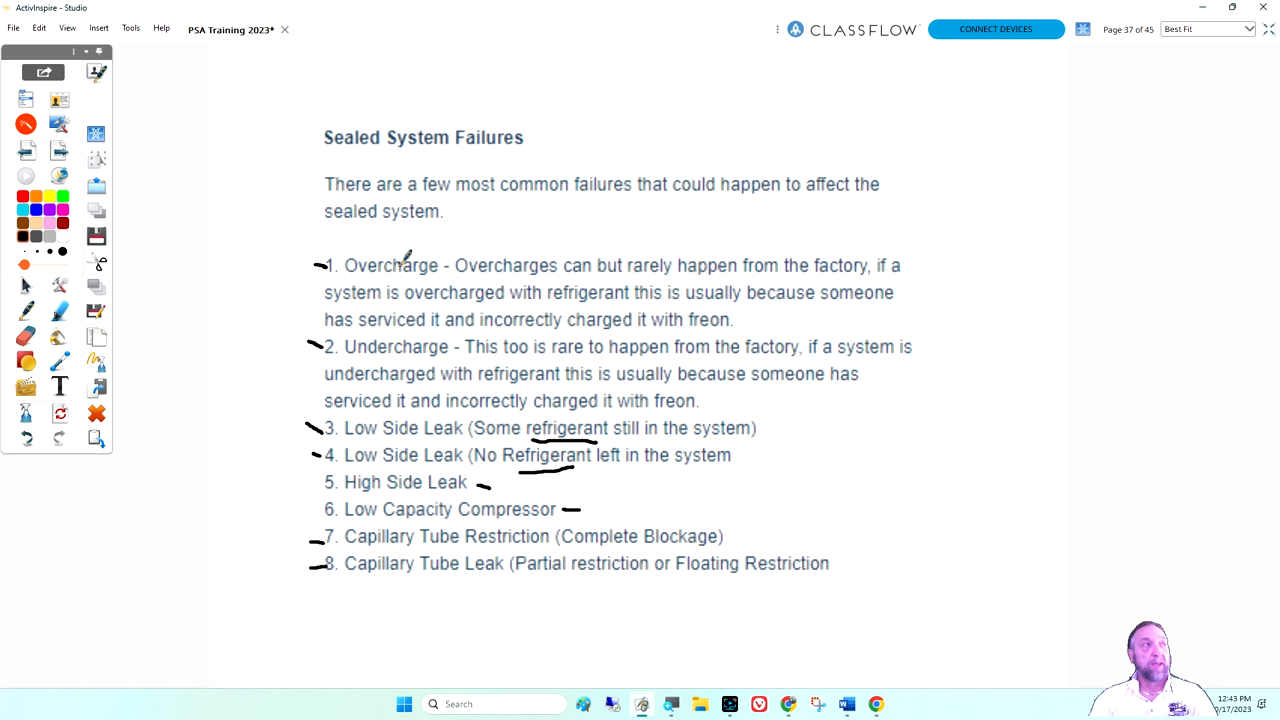 ActivInspire - Studio
File Edit View Insert Tools Help PSA Training 2023* CLASSFLOW CONNECT DEVICES Page 37 of 45 Best Fit
Sealed System Failures
There are a few most common failures that could happen to affect the
sealed system.
1. Overcharge - Overcharges can but rarely happen from the factory, if a
system is overcharged with refrigerant this is usually because someone
has serviced it and incorrectly charged it with freon.
2. Undercharge - This too is rare to happen from the factory, if a system is
undercharged with refrigerant this is usually because someone has
serviced it and incorrectly charged it with freon.
3. Low Side Leak (Some refrigerant still in the system)
4. Low Side Leak (No Refrigerant left in the system
5. High Side Leak
6. Low Capacity Compressor
7. Capillary Tube Restriction (Complete Blockage)
8. Capillary Tube Leak (Partial restriction or Floating Restriction
Search
12:43 PM
0/17/2023